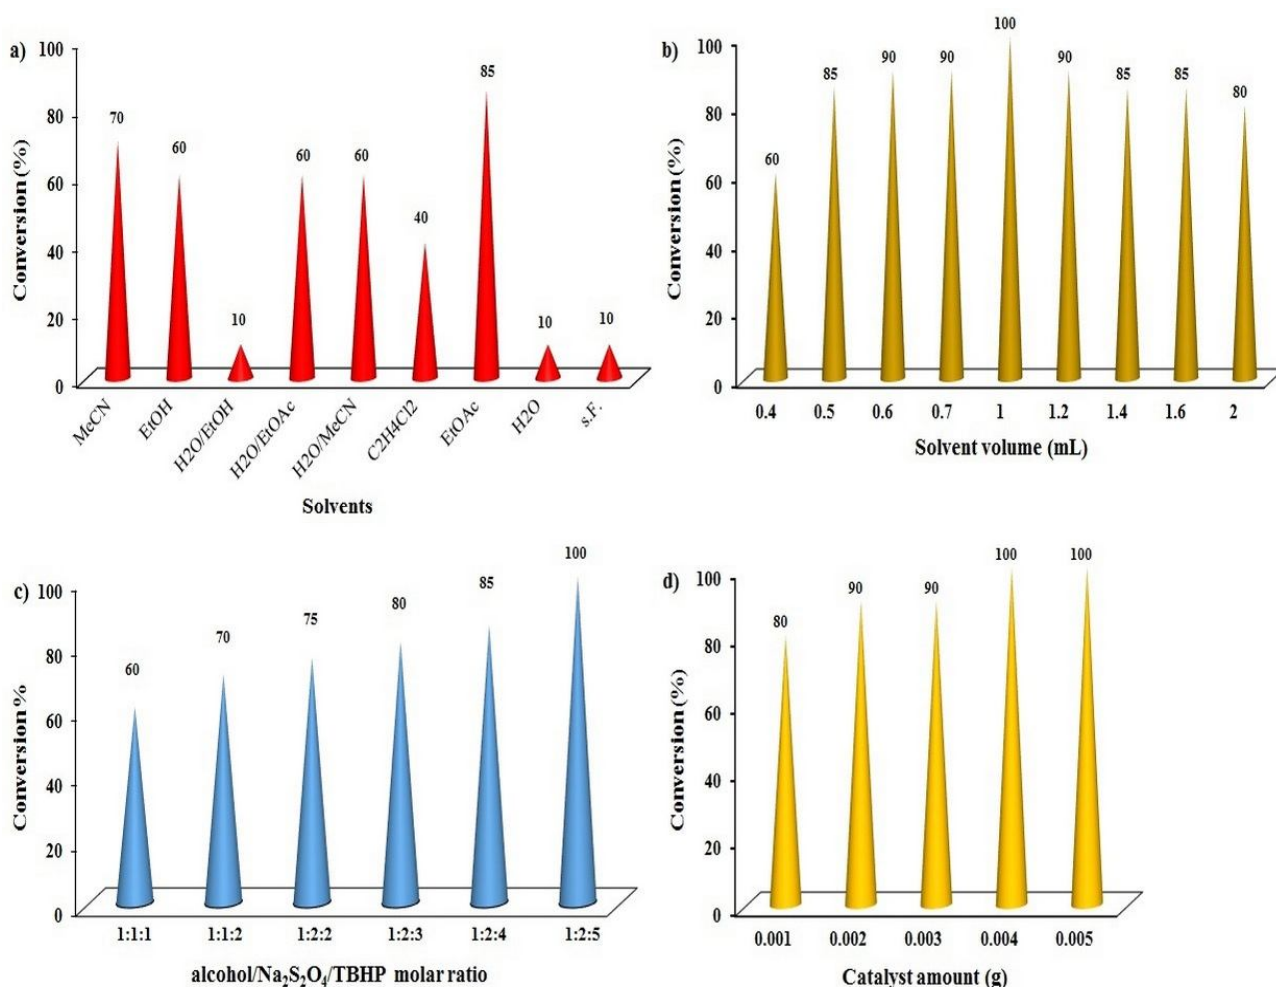 a)
Conversion (%)
100
80
60
40
20
0
70
60
10
60
60
40
85
10
10
MeCN
EtOH
H2O/EtOH
H2O/EtOAc
H2O/MeCN
C2H4Cl2
EtOAc
H2O
s.F.
Solvents
b)
Conversion (%)
100
80
60
40
20
0
60
85
90
90
100
90
85
85
80
0.4 0.5 0.6 0.7 1 1.2 1.4 1.6 2
Solvent volume (mL)
c)
Conversion %
100
80
60
40
20
0
60
70
75
80
85
100
1:1:1 1:1:2 1:2:2 1:2:3 1:2:4 1:2:5
alcohol/Na₂S₂O₄/TBHP molar ratio
d)
Conversion (%)
100
80
60
40
20
0
80
90
90
100
100
0.001 0.002 0.003 0.004 0.005
Catalyst amount (g)